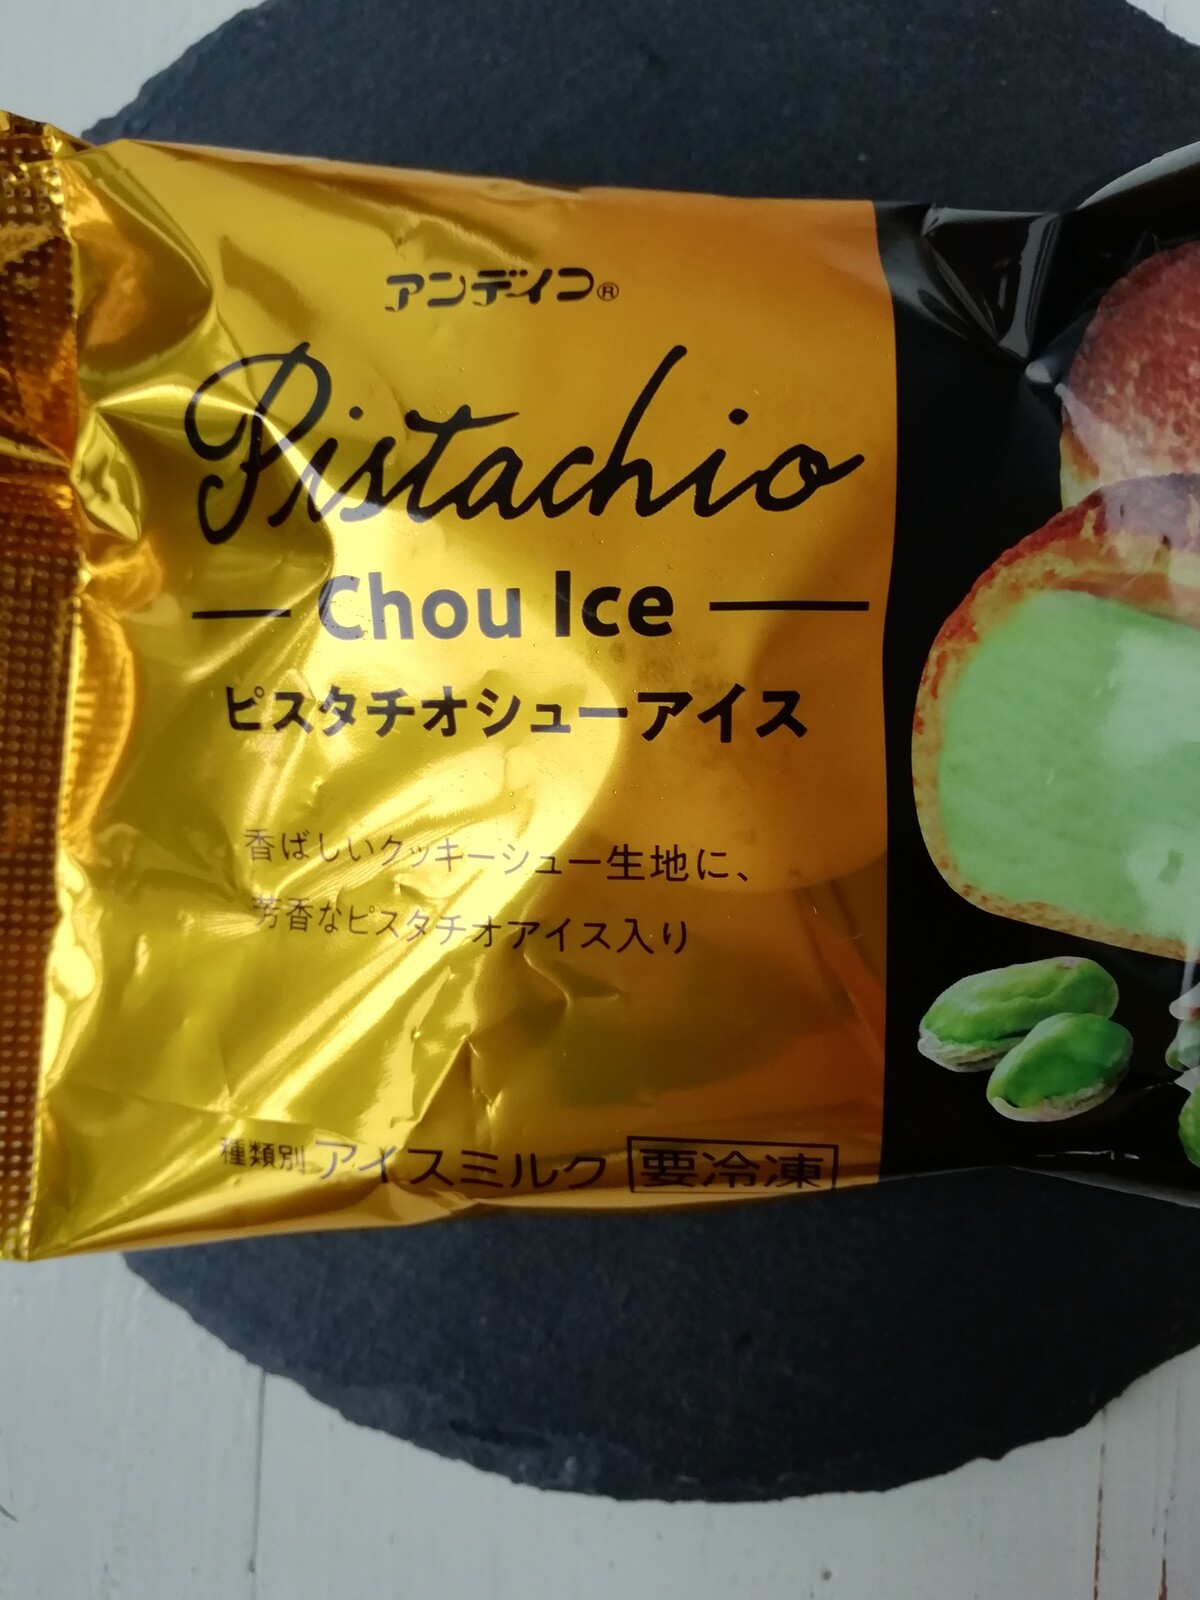 アンデイコ®
Pistachio
Chou Ice
ピスタチオシューアイス
香ばしいクッキーシュー生地に、
芳香なピスタチオアイス入り
種類別 アイスミルク 要冷凍